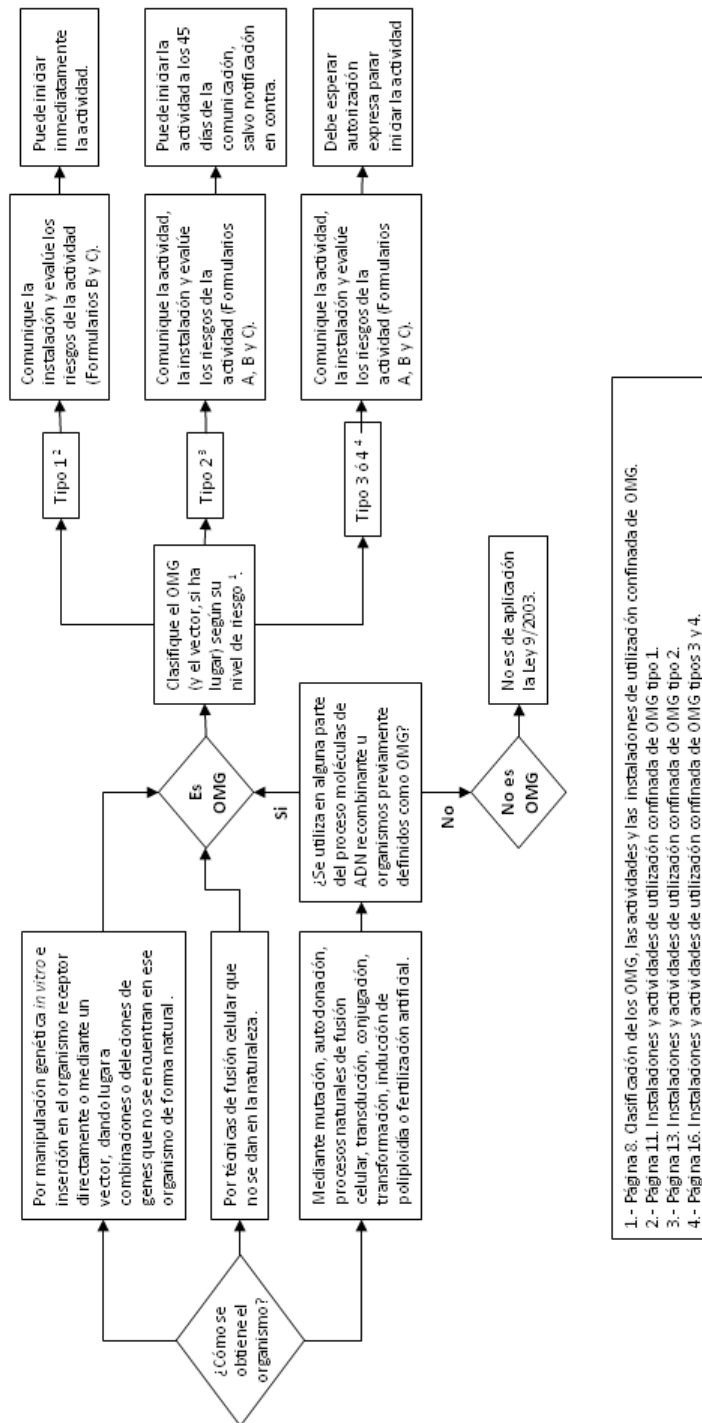 ¿Cómo se
obtiene el
organismo?
Por manipulación genética in vitro e
inserción en el organismo receptor
directamente o mediante un
vector, dando lugar a
combinaciones o deleciones de
genes que no se encuentran en ese
organismo de forma natural.
Por técnicas de fusión celular que
no se dan en la naturaleza.
Mediante mutación, autoclonación,
procesos naturales de fusión
celular, transducción, conjugación,
transformación, inducción de
poliploidía o fertilización artificial.
Es
OMG
Si
¿Se utiliza en alguna parte
del proceso moléculas de
ADN recombinante u
organismos previamente
definidos como OMG?
No
No es
OMG
No es de aplicación
la Ley 9/2003.
Clasifique el OMG
(y el vector, si ha
lugar) según su
nivel de riesgo ¹.
Tipo 1 ²
Comunique la
instalación y evalúe los
riesgos de la actividad
(Formularios B y C).
Puede iniciar
inmediatamente
la actividad.
Tipo 2 ³
Comunique la actividad,
la instalación y evalúe
los riesgos de la
actividad (Formularios
A, B y C).
Puede iniciar la
actividad a los 45
días de la
comunicación,
salvo notificación
en contra.
Tipo 3 ó 4 ⁴
Comunique la actividad,
la instalación y evalúe
los riesgos de la
actividad (Formularios
A, B y C).
Debe esperar
autorización
expresa parar
iniciar la actividad
1.- Página 8. Clasificación de los OMG, las actividades y las instalaciones de utilización confinada de OMG.
2.- Página 11. Instalaciones y actividades de utilización confinada de OMG tipo 1.
3.- Página 13. Instalaciones y actividades de utilización confinada de OMG tipo 2.
4.- Página 16. Instalaciones y actividades de utilización confinada de OMG tipos 3 y 4.